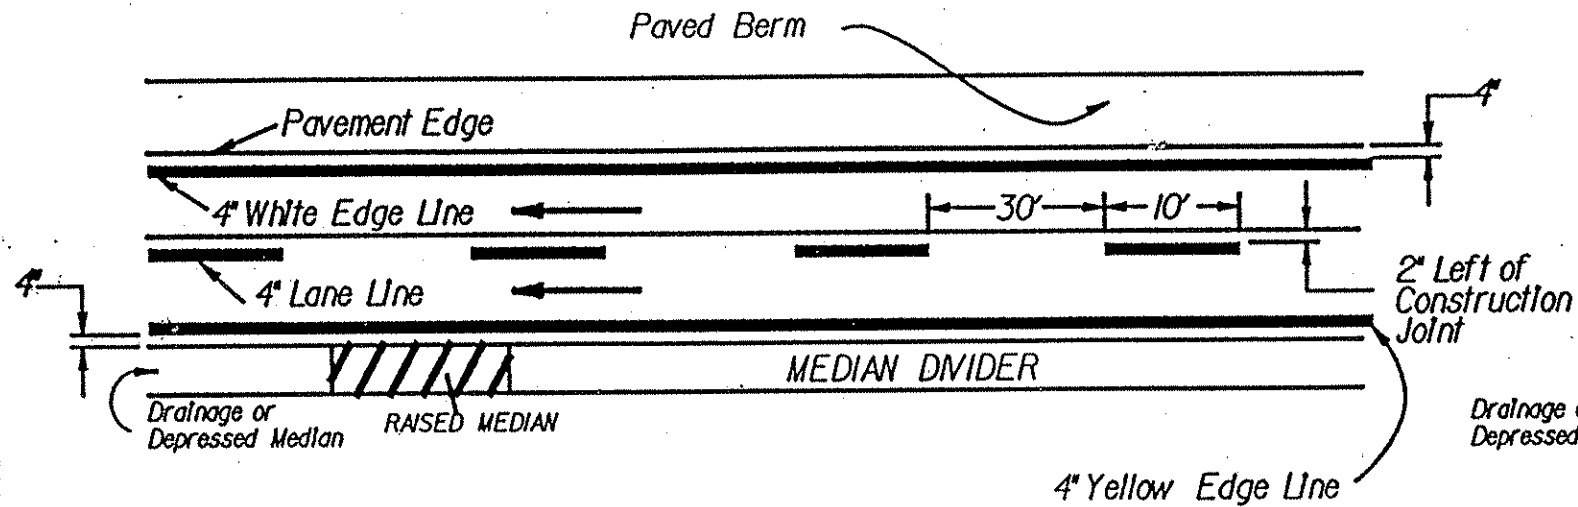 Paved Berm
4"
Pavement Edge
4" White Edge Line
30'
10'
4"
4" Lane Line
2" Left of
Construction
Joint
MEDIAN DIVIDER
Drainage or
Depressed Median
RAISED MEDIAN
Drainage
Depressed
4" Yellow Edge Line